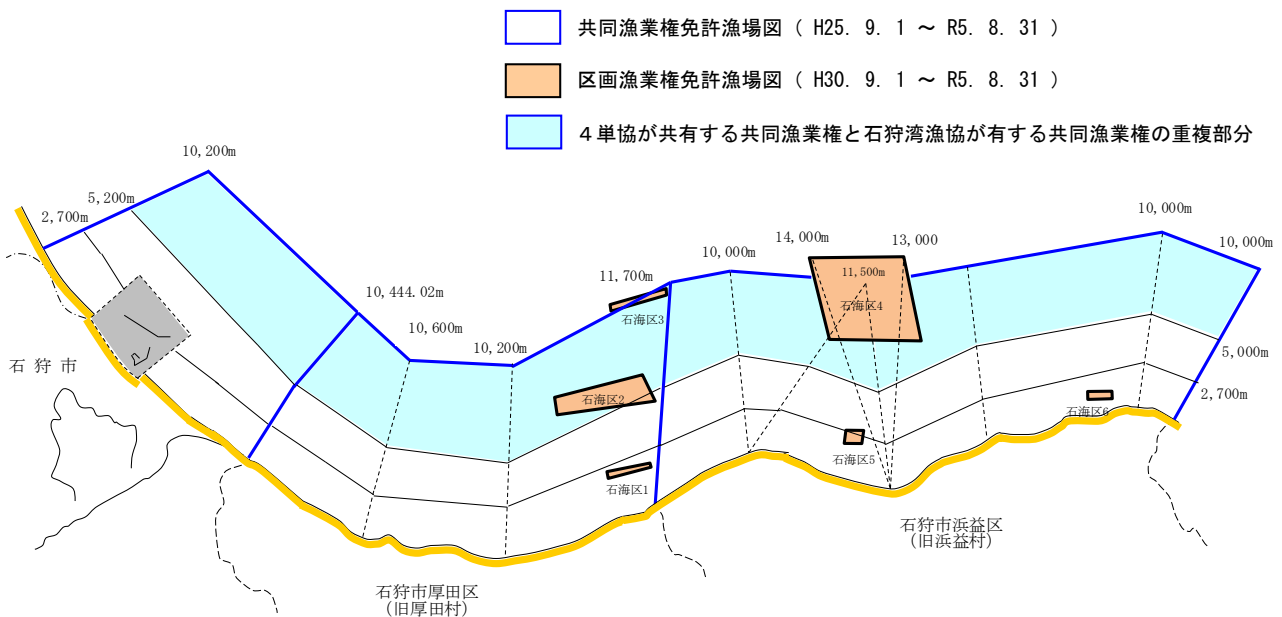 共同漁業権免許漁場図（ H25. 9. 1 ～ R5. 8. 31 ）
区画漁業権免許漁場図（ H30. 9. 1 ～ R5. 8. 31 ）
４単協が共有する共同漁業権と石狩湾漁協が有する共同漁業権の重複部分
10,200m
5,200m
2,700m
10,444.02m
10,600m
10,200m
11,700m
10,000m
14,000m
13,000
11,500m
10,000m
10,000m
5,000m
2,700m
石海区3
石海区4
石海区2
石海区1
石海区5
石海区6
石 狩 市
石狩市厚田区
（旧厚田村）
石狩市浜益区
（旧浜益村）